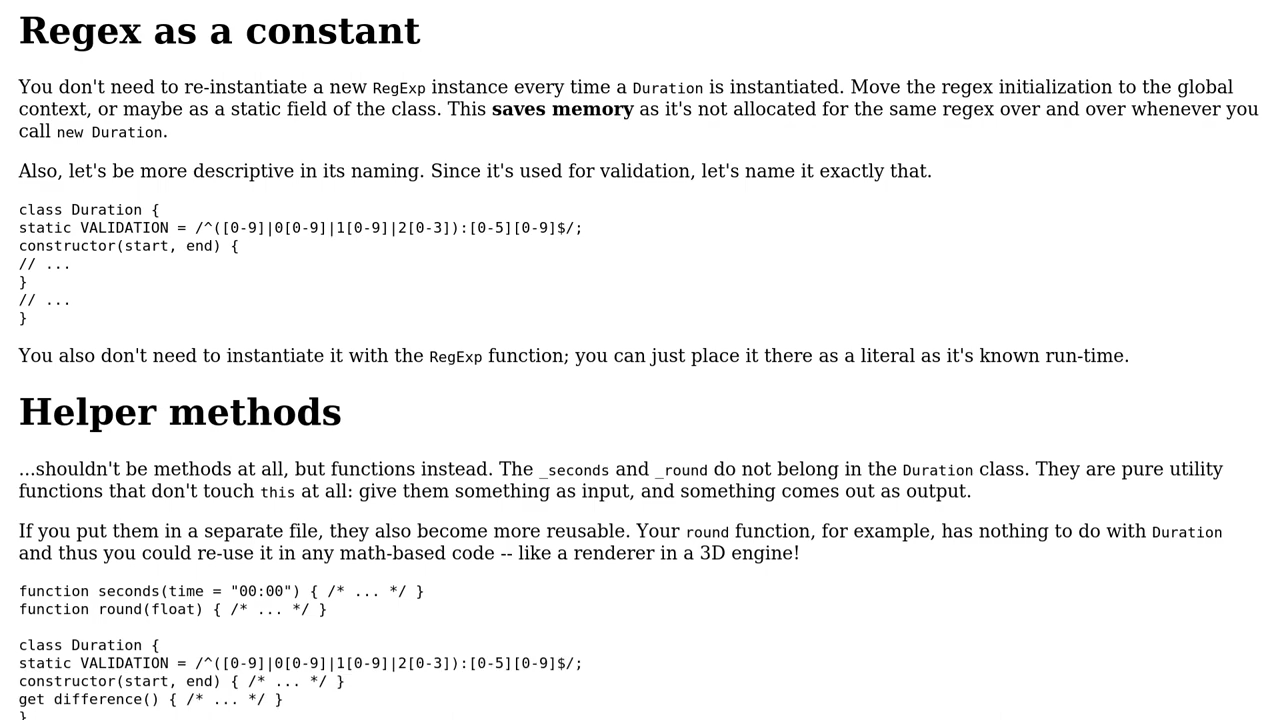 Regex as a constant
You don't need to re-instantiate a new RegExp instance every time a Duration is instantiated. Move the regex initialization to the global
context, or maybe as a static field of the class. This saves memory as it's not allocated for the same regex over and over whenever you
call new Duration.
Also, let's be more descriptive in its naming. Since it's used for validation, let's name it exactly that.
class Duration {
static VALIDATION = /^([0-9]|0[0-9]|1[0-9]|2[0-3]):[0-5][0-9]$/;
constructor(start, end) {
// ...
}
// ...
}
You also don't need to instantiate it with the RegExp function; you can just place it there as a literal as it's known run-time.
Helper methods
...shouldn't be methods at all, but functions instead. The _seconds and _round do not belong in the Duration class. They are pure utility
functions that don't touch this at all: give them something as input, and something comes out as output.
If you put them in a separate file, they also become more reusable. Your round function, for example, has nothing to do with Duration
and thus you could re-use it in any math-based code -- like a renderer in a 3D engine!
function seconds(time = "00:00") { /* ... */ }
function round(float) { /* ... */ }
class Duration {
static VALIDATION = /^([0-9]|0[0-9]|1[0-9]|2[0-3]):[0-5][0-9]$/;
constructor(start, end) { /* ... */ }
get difference() { /* ... */ }
}